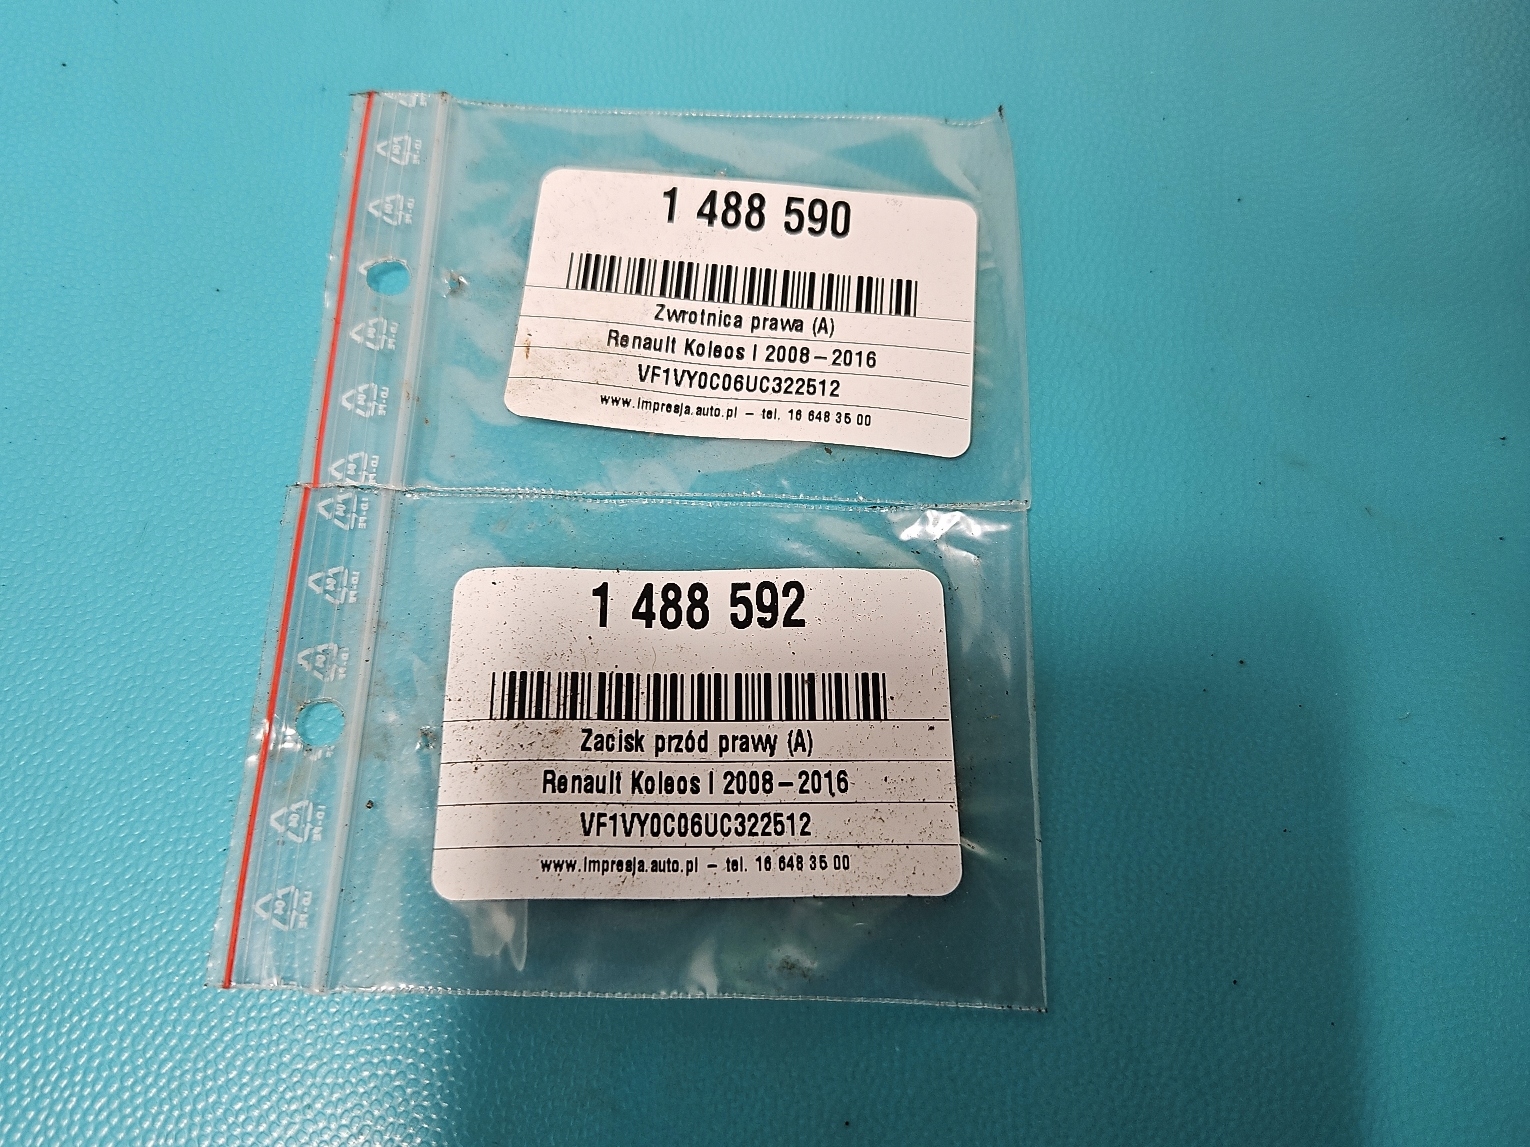 1 488 590
Zwrotnica prawa (A)
Renault Koleos I 2008-2016
VF1VY0C06UC322512
www.impresja.auto.pl - tel. 16 648 35 00
1 488 592
Zacisk przód prawy (A)
Renault Koleos I 2008-2016
VF1VY0C06UC322512
www.impresja.auto.pl - tel. 16 648 35 00